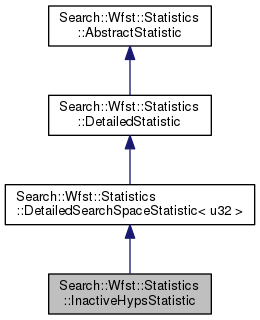 Search::Wfst::Statistics
::AbstractStatistic
Search::Wfst::Statistics
::DetailedStatistic
Search::Wfst::Statistics
::DetailedSearchSpaceStatistic< u32 >
Search::Wfst::Statistics
::InactiveHypsStatistic